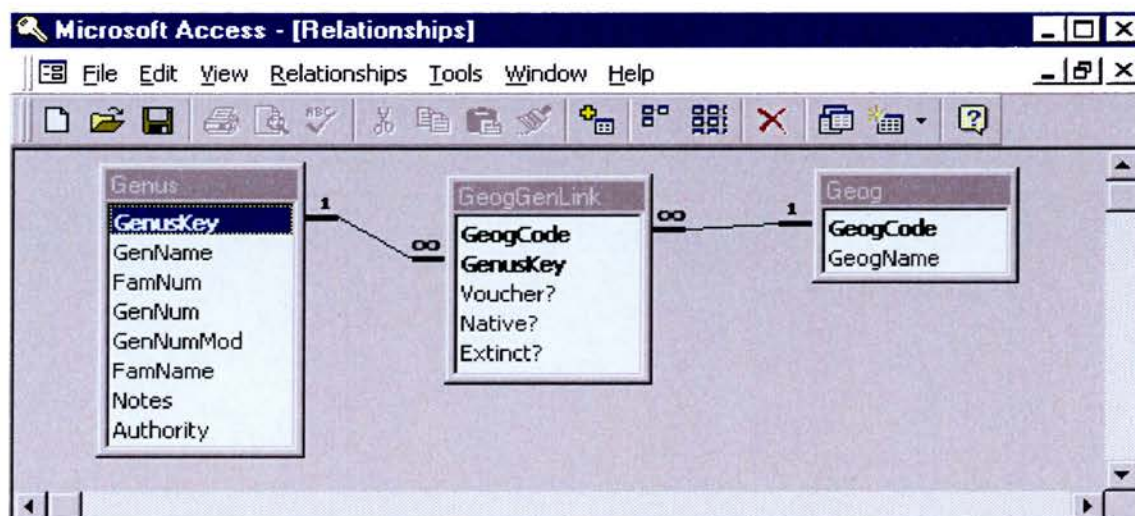 Microsoft Access - [Relationships]
File Edit View Relationships Tools Window Help
ABC
Genus
GenusKey
GenName
FamNum
GenNum
GenNumMod
FamName
Notes
Authority
1
∞
GeogGenLink
GeogCode
GenusKey
Voucher?
Native?
Extinct?
∞
1
Geog
GeogCode
GeogName